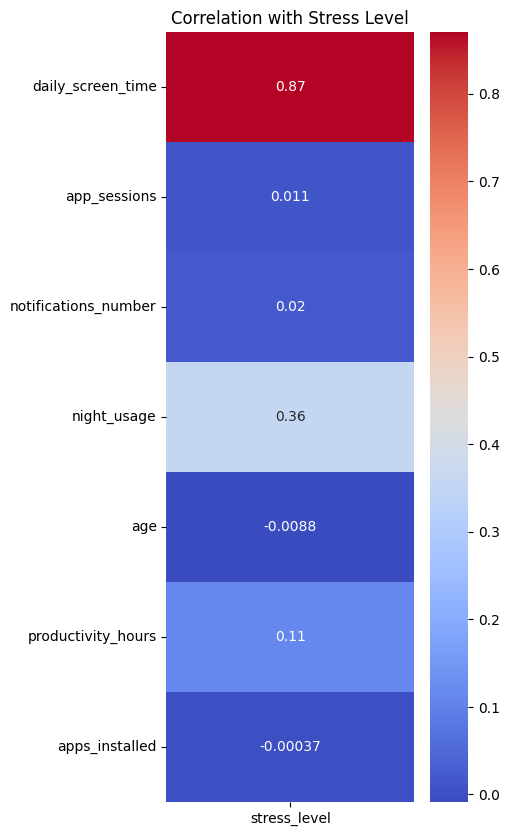 Correlation with Stress Level
daily_screen_time
0.87
app_sessions
0.011
notifications_number
0.02
night_usage
0.36
age
-0.0088
productivity_hours
0.11
apps_installed
-0.00037
stress_level
0.8
0.7
0.6
0.5
0.4
0.3
0.2
0.1
0.0